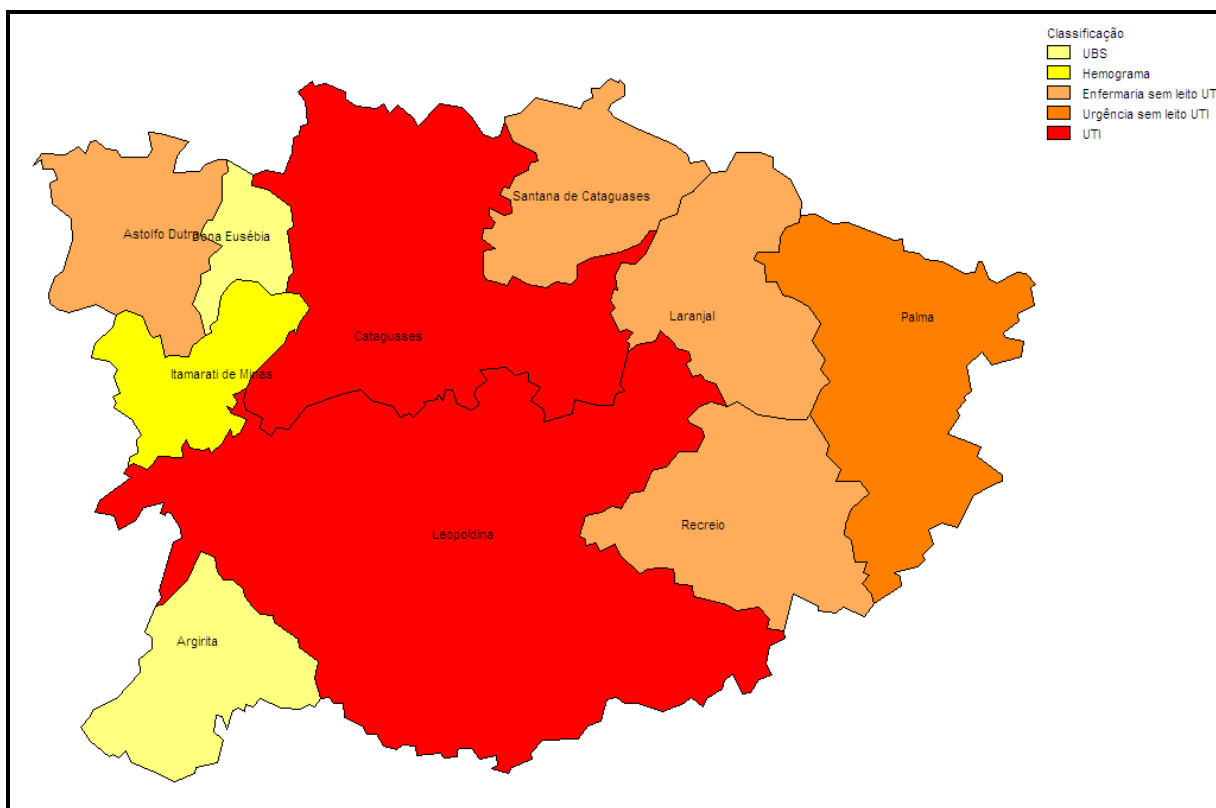 Classificação
UBS
Hemograma
Enfermaria sem leito UT
Urgência sem leito UTI
UTI
Santana de Cataguases
Astolfo Dutra
Dona Eusébia
Cataguases
Laranjal
Palma
Itamarati de Minas
Leopoldina
Recreio
Argirita